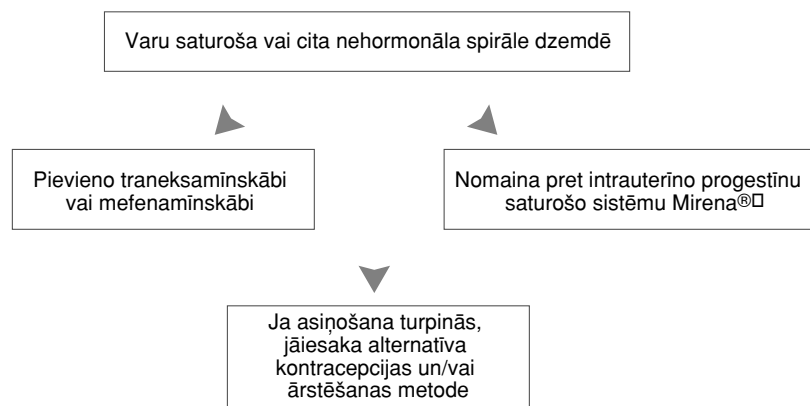 Varu saturoša vai cita nehormonāla spirāle dzemdē
Pievieno traneksamīnskābi
vai mefenamīnskābi
Nomaina pret intrauterīno progestīnu
saturošo sistēmu Mirena®□
Ja asiņošana turpinās,
jāiesaka alternatīva
kontracepcijas un/vai
ārstēšanas metode